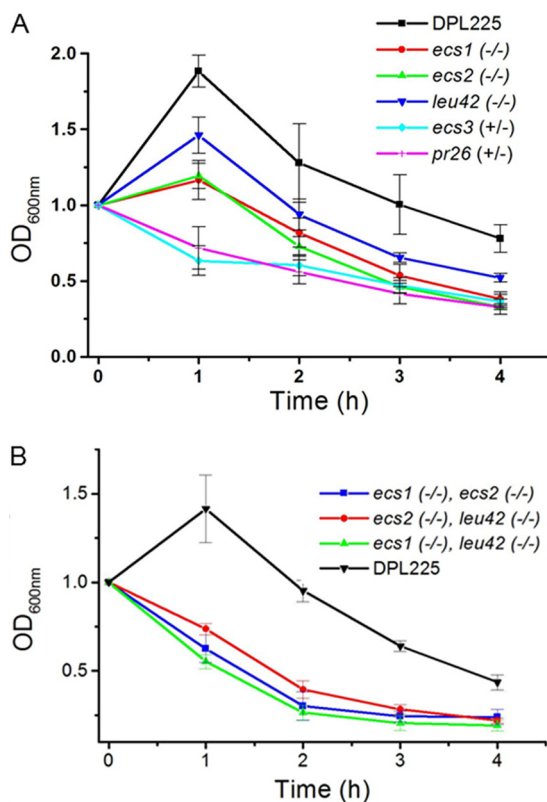 A
DPL225
ecs1 (-/-)
ecs2 (-/-)
leu42 (-/-)
ecs3 (+/-)
pr26 (+/-)
2.0
1.5
1.0
0.5
0.0
OD600nm
0 1 2 3 4
Time (h)
B
ecs1 (-/-), ecs2 (-/-)
ecs2 (-/-), leu42 (-/-)
ecs1 (-/-), leu42 (-/-)
DPL225
1.5
1.0
0.5
OD600nm
0 1 2 3 4
Time (h)